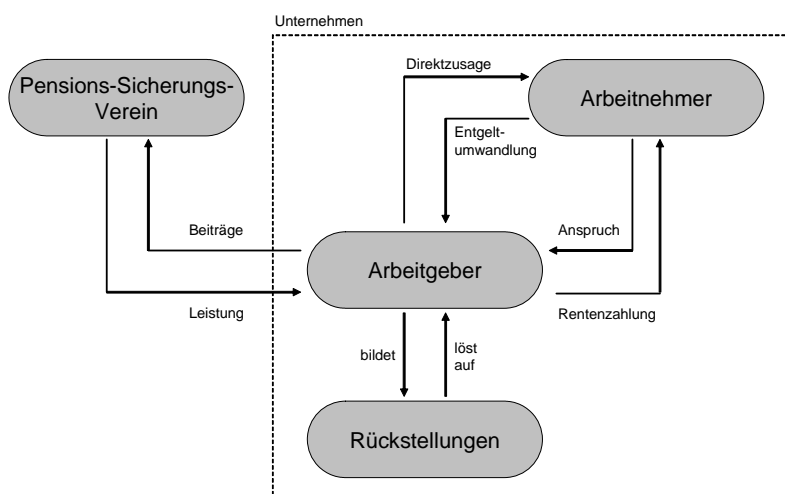 Unternehmen
Direktzusage
Pensions-Sicherungs-
Verein
Arbeitnehmer
Entgelt-
umwandlung
Beiträge
Anspruch
Arbeitgeber
Leistung
Rentenzahlung
bildet
löst
auf
Rückstellungen